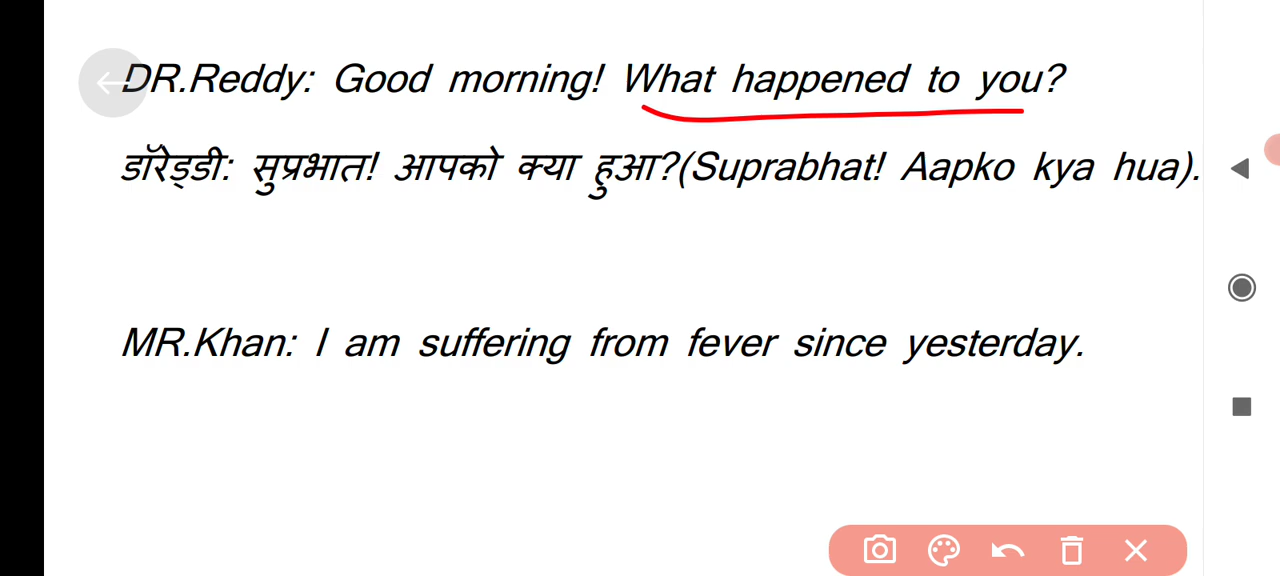 DR.Reddy: Good morning! What happened to you?
डॉरेड्डी: सुप्रभात! आपको क्या हुआ?(Suprabhat! Aapko kya hua).
MR.Khan: I am suffering from fever since yesterday.